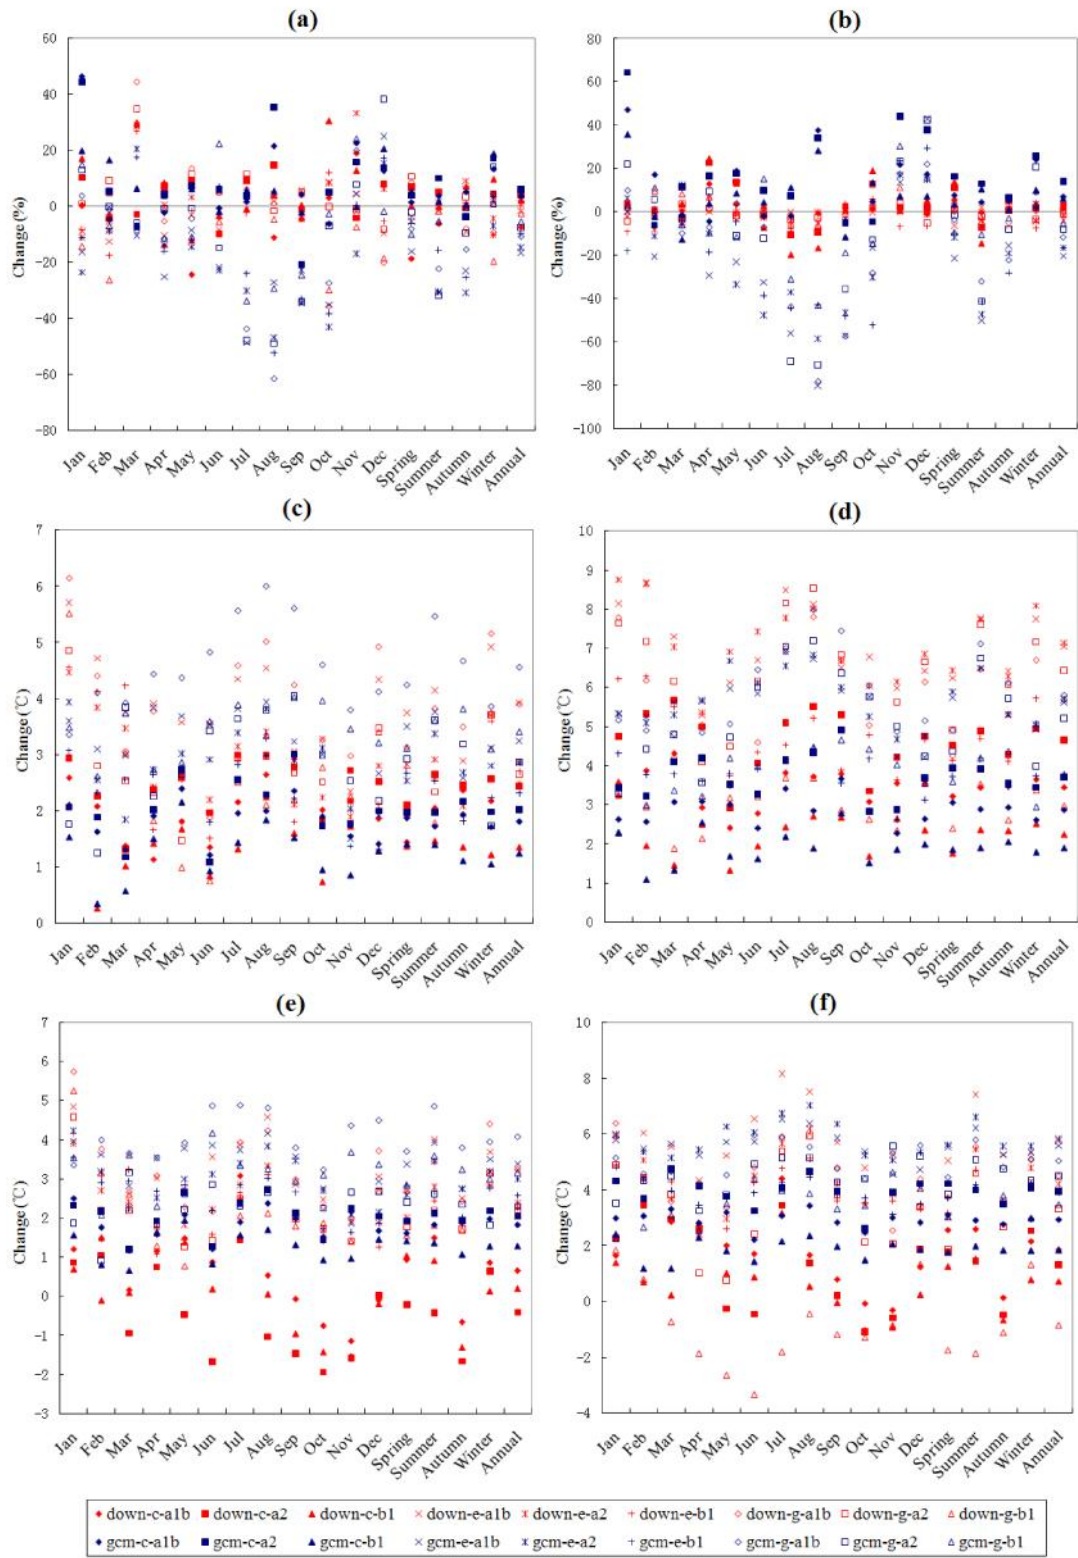 (a)
(b)
Change (%)
60
40
20
0
-20
-40
-60
-80
Jan
Feb
Mar
Apr
May
Jun
Jul
Aug
Sep
Oct
Nov
Dec
Spring
Summer
Autumn
Winter
Annual
Change (%)
80
60
40
20
0
-20
-40
-60
-80
-100
Jan
Feb
Mar
Apr
May
Jun
Jul
Aug
Sep
Oct
Nov
Dec
Spring
Summer
Autumn
Winter
Annual
(c)
(d)
Change (℃)
7
6
5
4
3
2
1
0
Jan
Feb
Mar
Apr
May
Jun
Jul
Aug
Sep
Oct
Nov
Dec
Spring
Summer
Autumn
Winter
Annual
Change (℃)
10
9
8
7
6
5
4
3
2
1
0
Jan
Feb
Mar
Apr
May
Jun
Jul
Aug
Sep
Oct
Nov
Dec
Spring
Summer
Autumn
Winter
Annual
(e)
(f)
Change (℃)
7
6
5
4
3
2
1
0
-1
-2
-3
Jan
Feb
Mar
Apr
May
Jun
Jul
Aug
Sep
Oct
Nov
Dec
Spring
Summer
Autumn
Winter
Annual
Change (℃)
10
8
6
4
2
0
-2
-4
Jan
Feb
Mar
Apr
May
Jun
Jul
Aug
Sep
Oct
Nov
Dec
Spring
Summer
Autumn
Winter
Annual
down-c-a1b down-c-a2 down-c-b1 down-e-a1b down-e-a2 down-e-b1 down-g-a1b down-g-a2 down-g-b1
gcm-c-a1b gcm-c-a2 gcm-c-b1 gcm-e-a1b gcm-e-a2 gcm-e-b1 gcm-g-a1b gcm-g-a2 gcm-g-b1